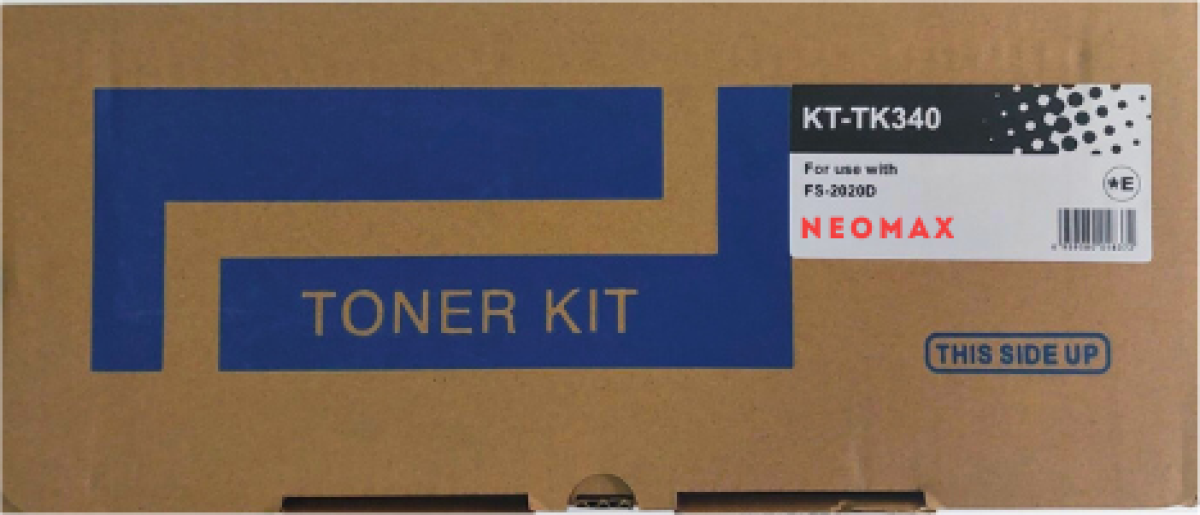 KT-TK340
For use with
FS-2020D
★E
NEOMAX
TONER KIT
THIS SIDE UP